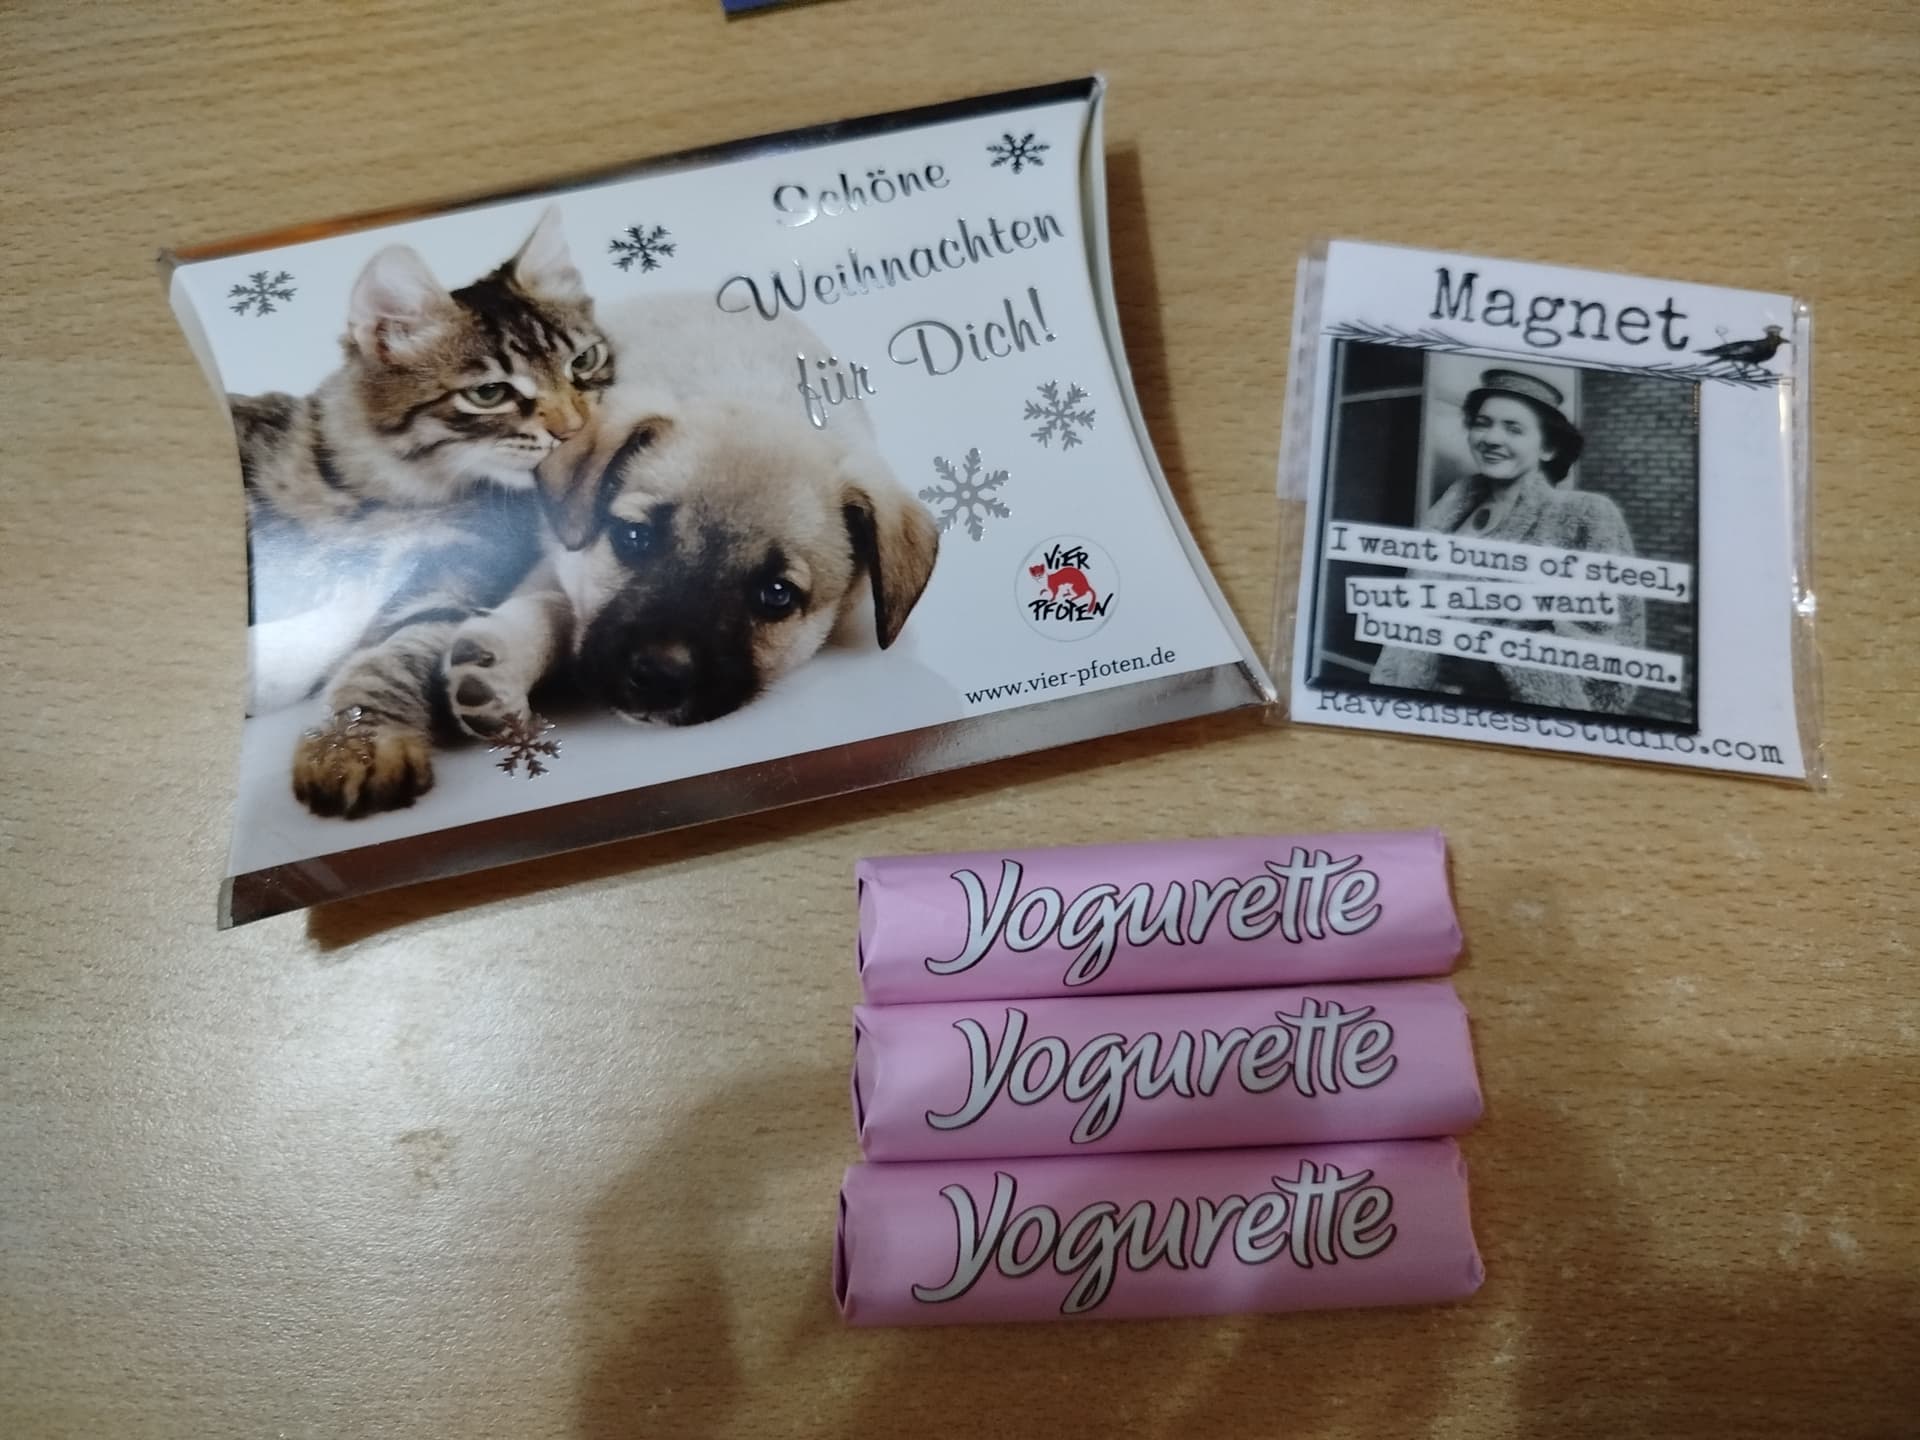 Schöne
Weihnachten
für Dich!
VIER
PFOTEN
www.vier-pfoten.de
Magnet
I want buns of steel,
but I also want
buns of cinnamon.
RavensRestStudio.com
Yogurette
Yogurette
Yogurette